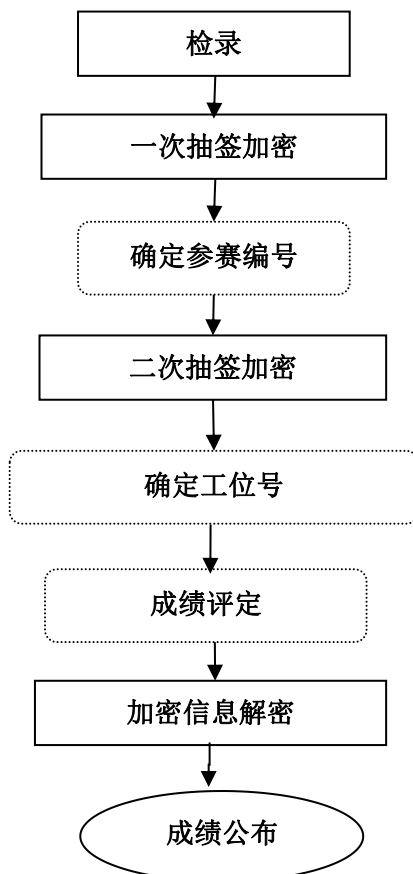 检录
一次抽签加密
确定参赛编号
二次抽签加密
确定工位号
成绩评定
加密信息解密
成绩公布